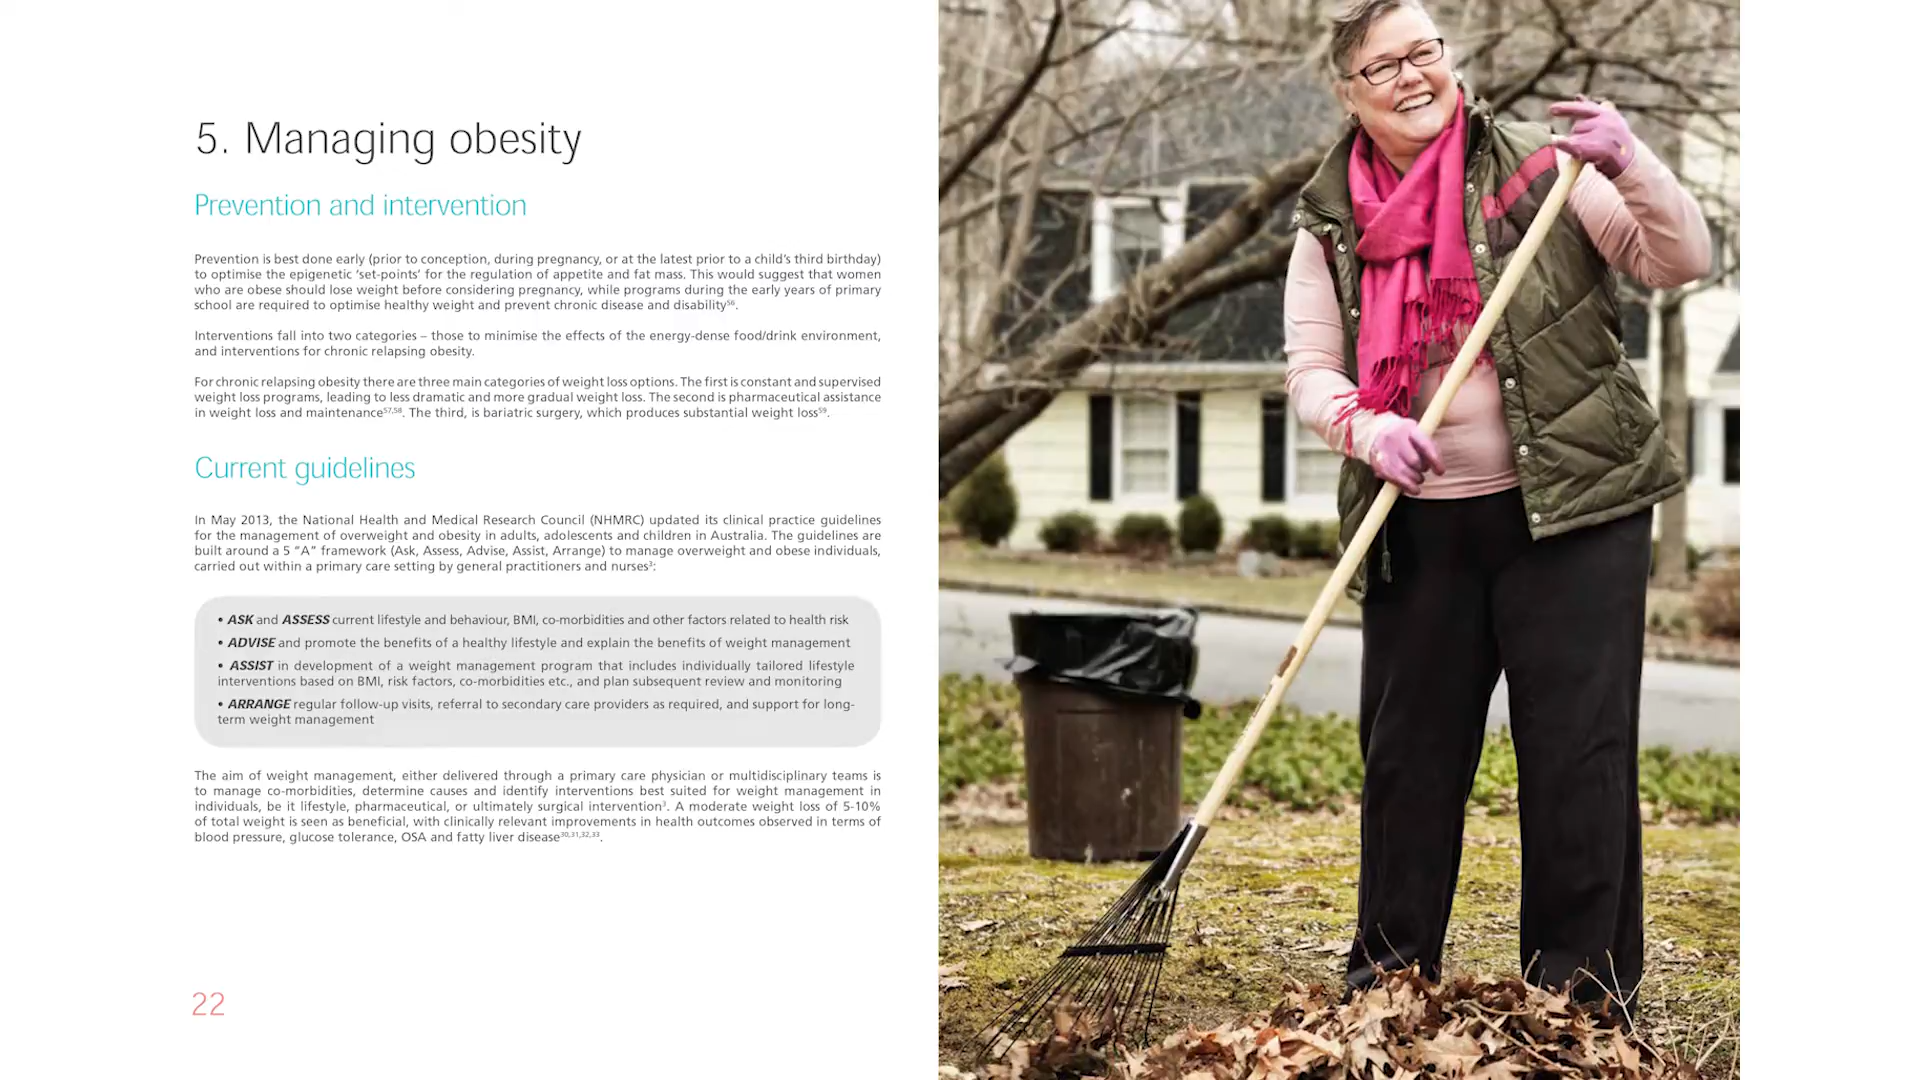 5. Managing obesity
Prevention and intervention
Prevention is best done early (prior to conception, during pregnancy, or at the latest prior to a child's third birthday)
to optimise the epigenetic 'set-points' for the regulation of appetite and fat mass. This would suggest that women
who are obese should lose weight before considering pregnancy, while programs during the early years of primary
school are required to optimise healthy weight and prevent chronic disease and disability⁵⁶.
Interventions fall into two categories – those to minimise the effects of the energy-dense food/drink environment,
and interventions for chronic relapsing obesity.
For chronic relapsing obesity there are three main categories of weight loss options. The first is constant and supervised
weight loss programs, leading to less dramatic and more gradual weight loss. The second is pharmaceutical assistance
in weight loss and maintenance⁵⁷,⁵⁸. The third, is bariatric surgery, which produces substantial weight loss⁵⁹.
Current guidelines
In May 2013, the National Health and Medical Research Council (NHMRC) updated its clinical practice guidelines
for the management of overweight and obesity in adults, adolescents and children in Australia. The guidelines are
built around a 5 "A" framework (Ask, Assess, Advise, Assist, Arrange) to manage overweight and obese individuals,
carried out within a primary care setting by general practitioners and nurses³:
• ASK and ASSESS current lifestyle and behaviour, BMI, co-morbidities and other factors related to health risk
• ADVISE and promote the benefits of a healthy lifestyle and explain the benefits of weight management
• ASSIST in development of a weight management program that includes individually tailored lifestyle
interventions based on BMI, risk factors, co-morbidities etc., and plan subsequent review and monitoring
• ARRANGE regular follow-up visits, referral to secondary care providers as required, and support for long-
term weight management
The aim of weight management, either delivered through a primary care physician or multidisciplinary teams is
to manage co-morbidities, determine causes and identify interventions best suited for weight management in
individuals, be it lifestyle, pharmaceutical, or ultimately surgical intervention³. A moderate weight loss of 5-10%
of total weight is seen as beneficial, with clinically relevant improvements in health outcomes observed in terms of
blood pressure, glucose tolerance, OSA and fatty liver disease³⁰,³¹,³²,³³.
22